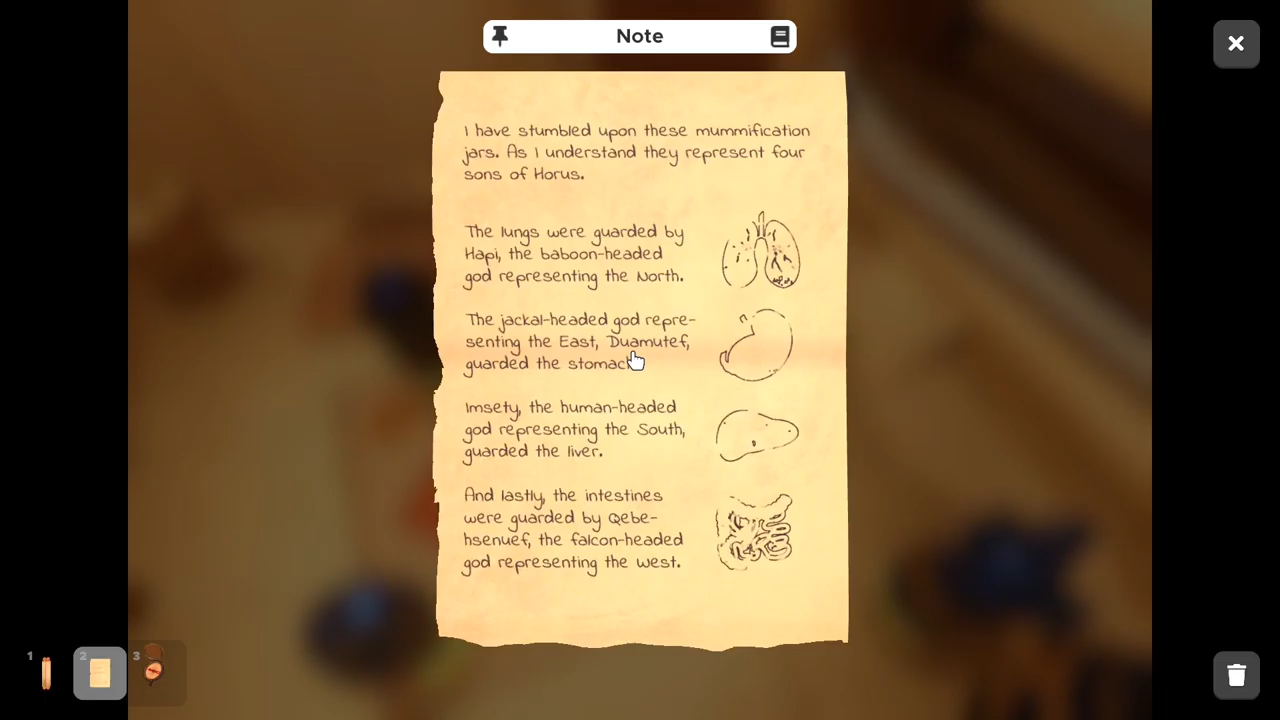 Note
I have stumbled upon these mummification
jars. As I understand they represent four
sons of Horus.
The lungs were guarded by
Hapi, the baboon-headed
god representing the North.
The jackal-headed god repre-
senting the East, Duamutef,
guarded the stomach
Imsety, the human-headed
god representing the South,
guarded the liver.
And lastly, the intestines
were guarded by Qebe-
hsenuef, the falcon-headed
god representing the west.
1
2
3